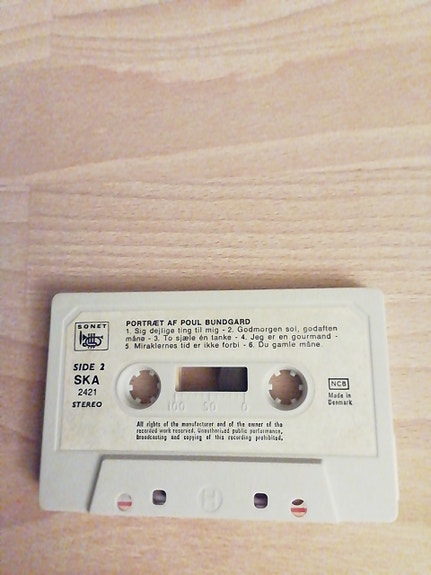 SONET
PORTRÆT AF POUL BUNDGÅRD
1. Sig dejlige ting til mig - 2. Godmorgen sol, godaften
måne - 3. To sjæle én tanke - 4. Jeg er en gourmand -
5 Miraklernes tid er ikke forbi - 6. Du gamle måne.
SIDE 2
SKA
2421
STEREO
100 50 0
NCB
Made in
Denmark
All rights of the manufacturer and of the owner of the
recorded work reserved. Unauthorised public performance,
broadcasting and copying of this recording prohibited.